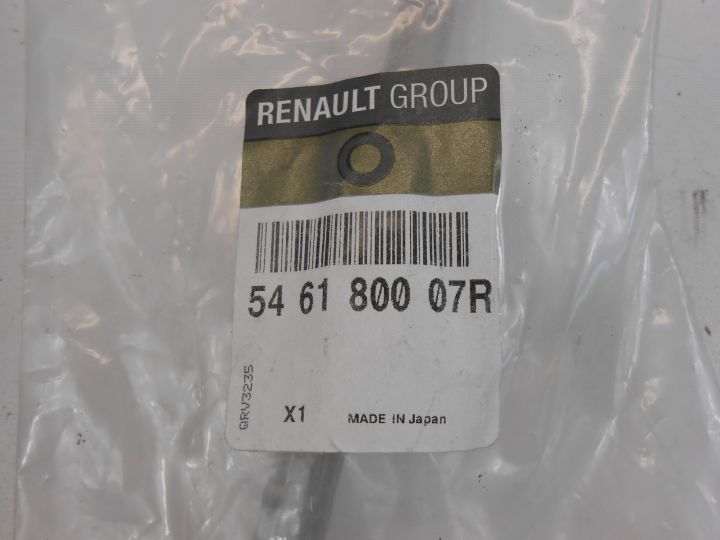 RENAULT GROUP
54 61 800 07R
QRV3235
X1 MADE IN Japan